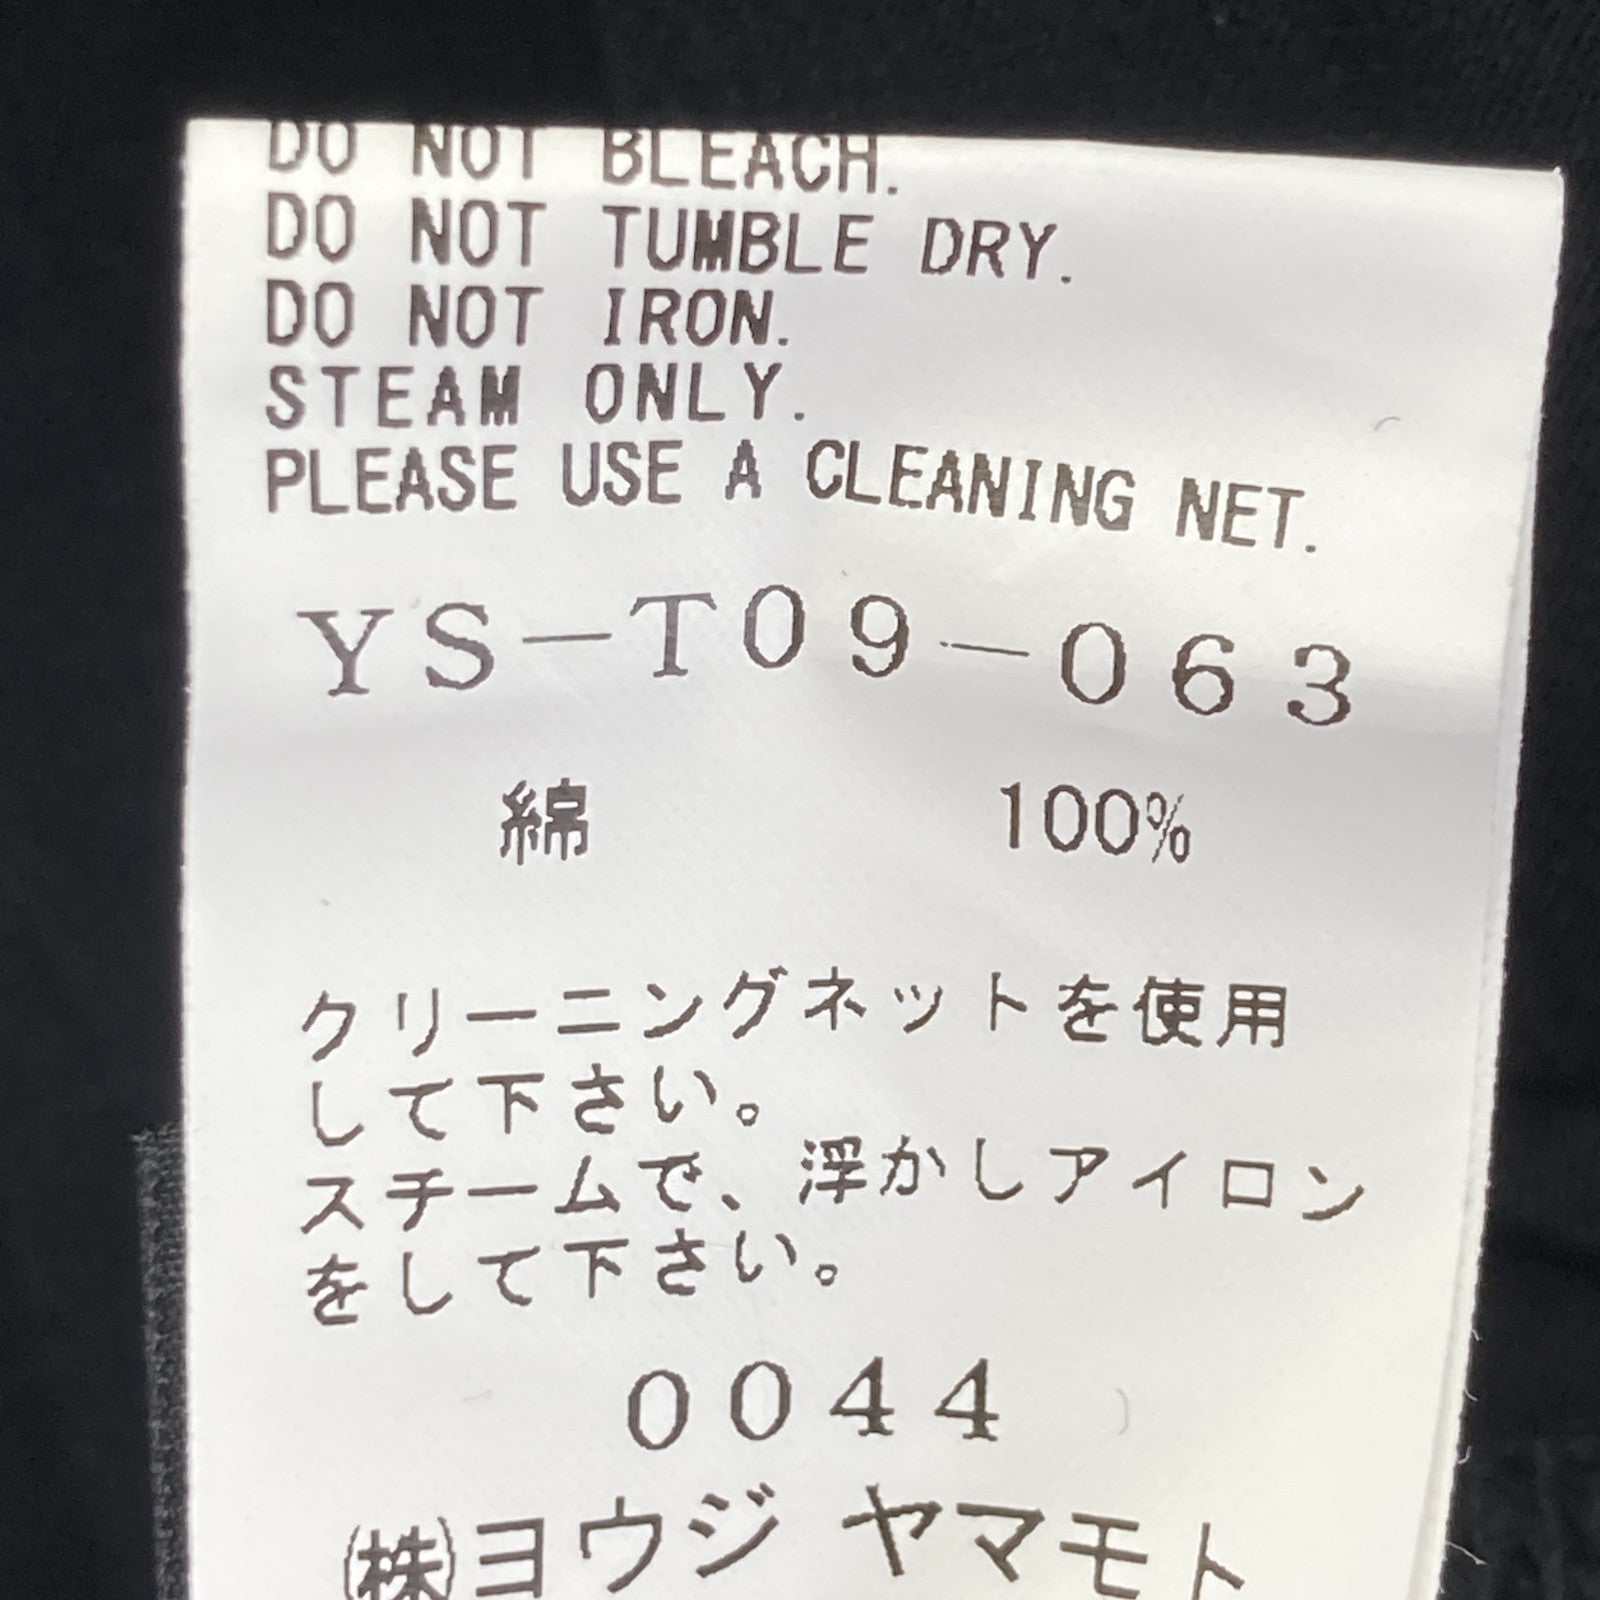 DO NOT BLEACH.
DO NOT TUMBLE DRY.
DO NOT IRON.
STEAM ONLY.
PLEASE USE A CLEANING NET.
YS-T09-063
綿 100%
クリーニングネットを使用
して下さい。
スチームで、浮かしアイロン
をして下さい。
0044
㈱ヨウジ ヤマモト